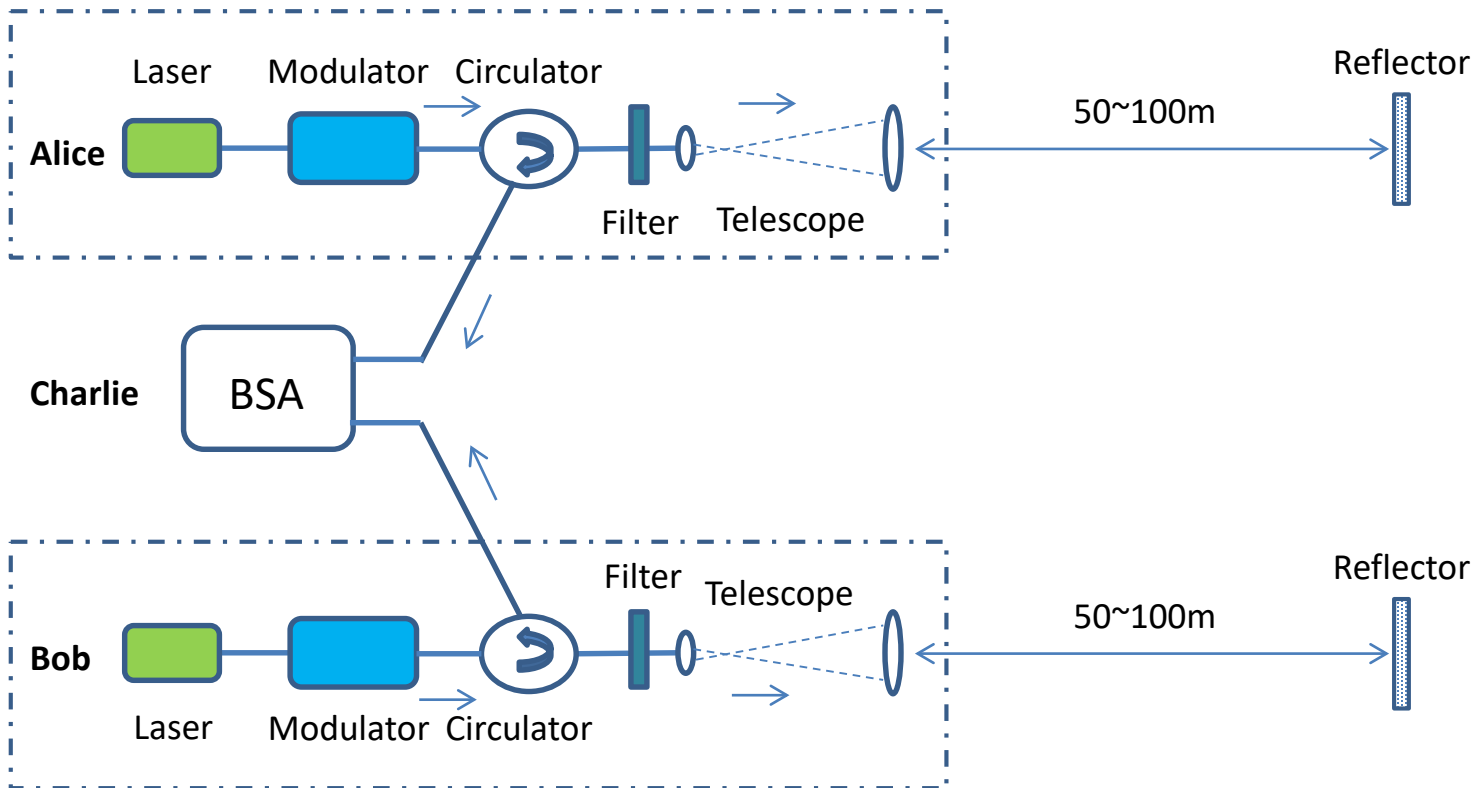 Laser
Modulator
Circulator
Reflector
50~100m
Alice
Filter
Telescope
Charlie
BSA
Filter
Telescope
Reflector
50~100m
Bob
Laser
Modulator
Circulator